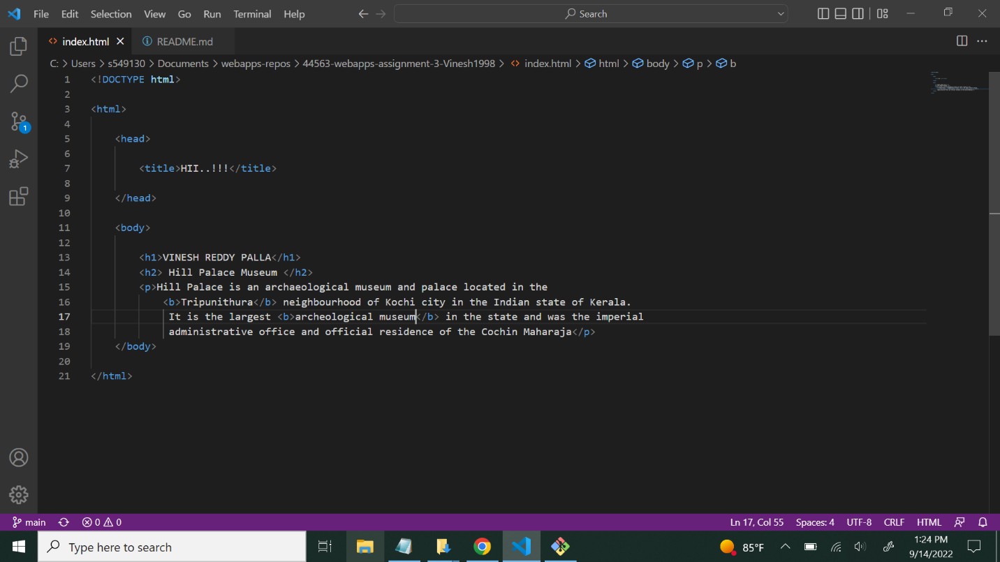 File Edit Selection View Go Run Terminal Help Search
index.html README.md
C: > Users > s549130 > Documents > webapps-repos > 44563-webapps-assignment-3-Vinesh1998 > index.html > html > body > p > b
1 <!DOCTYPE html>
2
3 <html>
4
5 <head>
6
1
7 <title>HII..!!!</title>
8
9 </head>
10
11 <body>
12
13 <h1>VINESH REDDY PALLA</h1>
14 <h2> Hill Palace Museum </h2>
15 <p>Hill Palace is an archaeological museum and palace located in the
16 <b>Tripunithura</b> neighbourhood of Kochi city in the Indian state of Kerala.
17 It is the largest <b>archeological museum</b> in the state and was the imperial
18 administrative office and official residence of the Cochin Maharaja</p>
19 </body>
20
21 </html>
main 0 0 Ln 17, Col 55 Spaces: 4 UTF-8 CRLF HTML
Type here to search 85°F 1:24 PM
9/14/2022